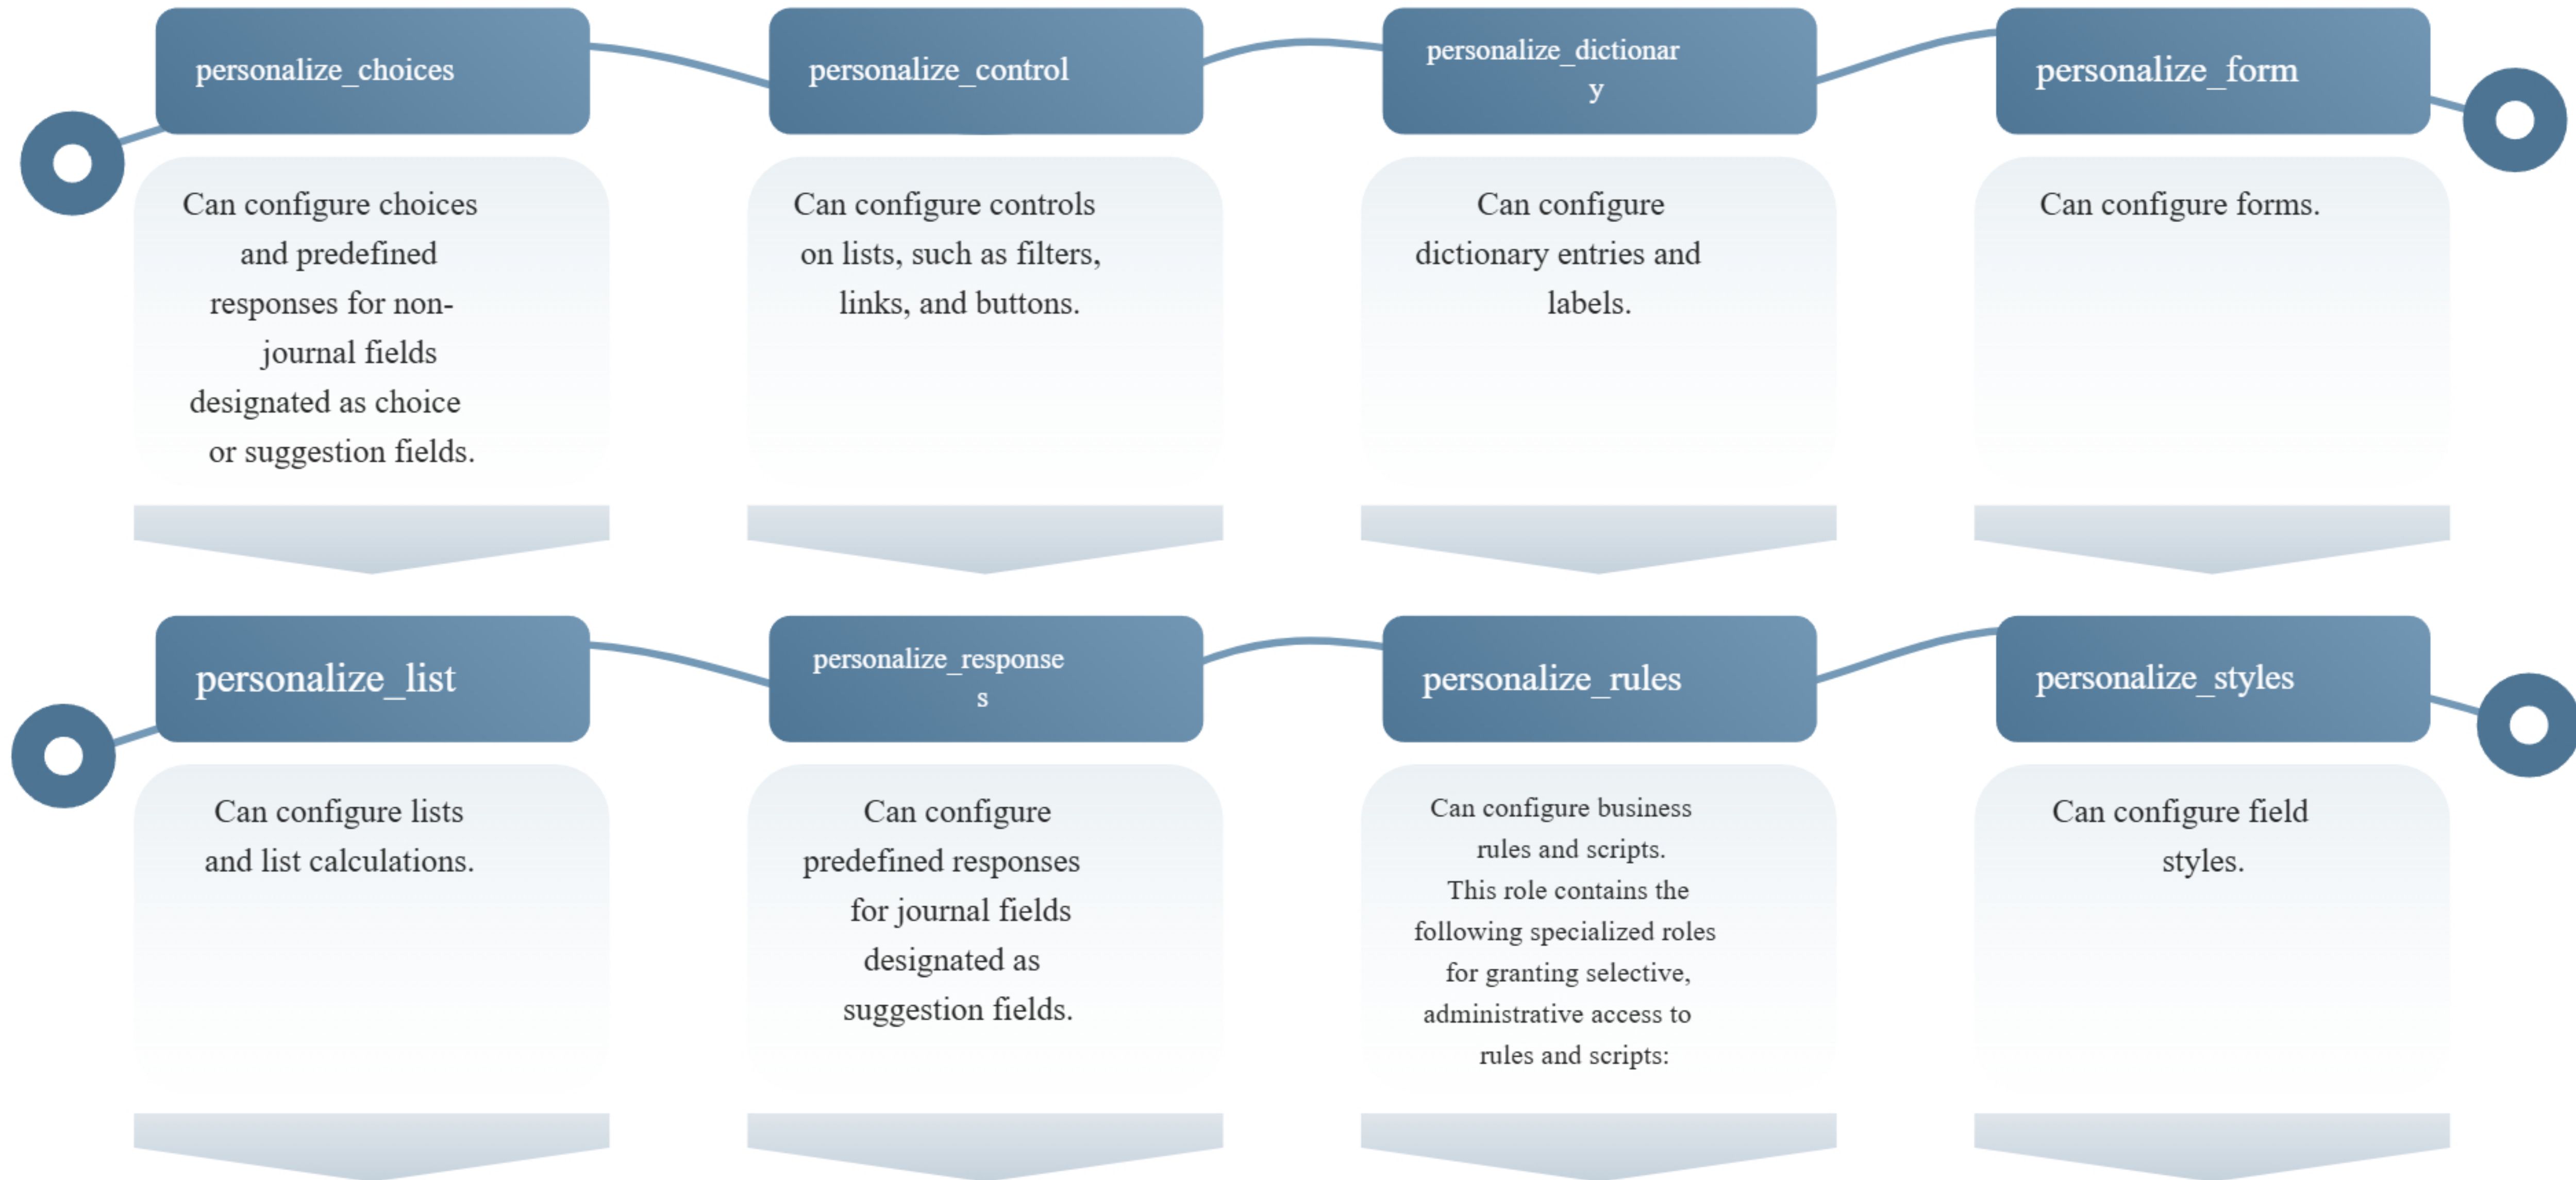 personalize_choices
Can configure choices
and predefined
responses for non-
journal fields
designated as choice
or suggestion fields.
personalize_control
Can configure controls
on lists, such as filters,
links, and buttons.
personalize_dictionar
y
Can configure
dictionary entries and
labels.
personalize_form
Can configure forms.
personalize_list
Can configure lists
and list calculations.
personalize_response
s
Can configure
predefined responses
for journal fields
designated as
suggestion fields.
personalize_rules
Can configure business
rules and scripts.
This role contains the
following specialized roles
for granting selective,
administrative access to
rules and scripts:
personalize_styles
Can configure field
styles.